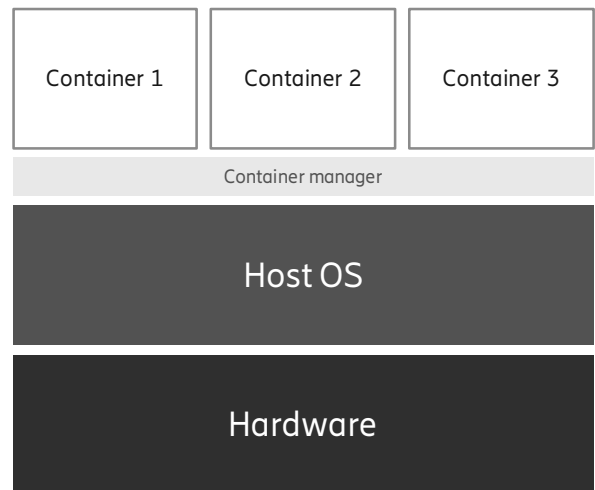 Container 1
Container 2
Container 3
Container manager
Host OS
Hardware